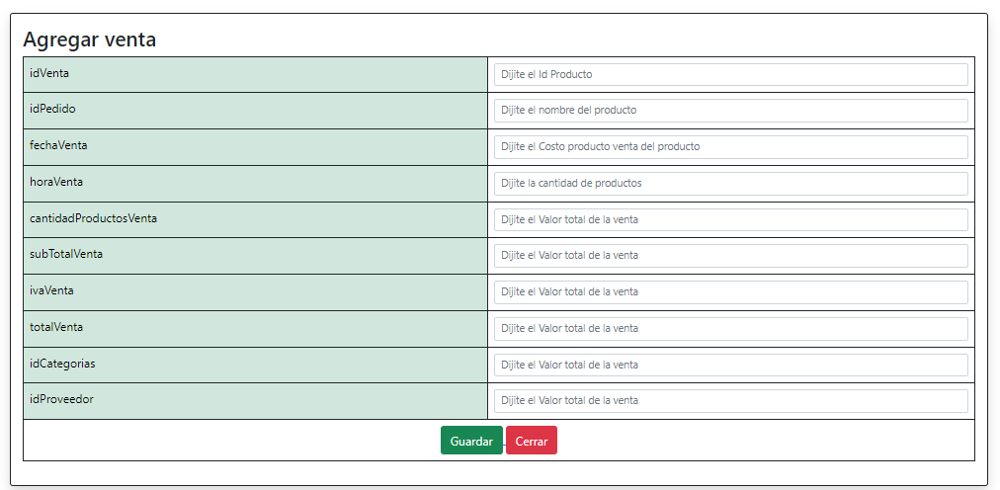 Agregar venta
idVenta Dijite el Id Producto
idPedido Dijite el nombre del producto
fechaVenta Dijite el Costo producto venta del producto
horaVenta Dijite la cantidad de productos
cantidadProductosVenta Dijite el Valor total de la venta
subTotalVenta Dijite el Valor total de la venta
ivaVenta Dijite el Valor total de la venta
totalVenta Dijite el Valor total de la venta
idCategorias Dijite el Valor total de la venta
idProveedor Dijite el Valor total de la venta
Guardar Cerrar